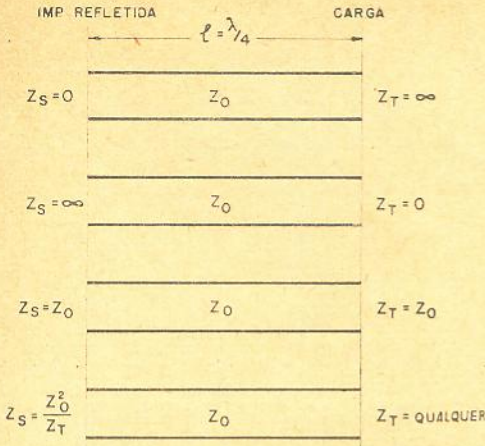 IMP. REFLETIDA CARGA
ℓ = λ/4
Z_S = 0 Z_O Z_T = ∞
Z_S = ∞ Z_O Z_T = 0
Z_S = Z_O Z_O Z_T = Z_O
Z_S = Z_O²/Z_T Z_O Z_T = QUALQUER